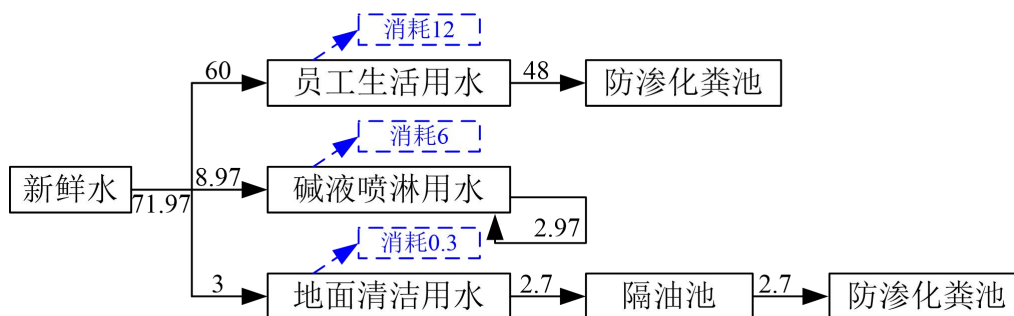 消耗12
60
员工生活用水
48
防渗化粪池
消耗6
新鲜水
71.97
8.97
碱液喷淋用水
2.97
消耗0.3
3
地面清洁用水
2.7
隔油池
2.7
防渗化粪池